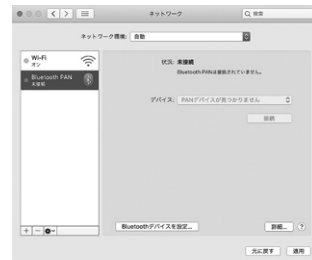 ネットワーク
検索
ネットワーク環境: 自動
Wi-Fi
オン
Bluetooth PAN
未接続
状況: 未接続
Bluetooth PANは接続されていません。
デバイス: PANデバイスが見つかりません
接続
Bluetoothデバイスを設定...
詳細... ?
元に戻す 適用